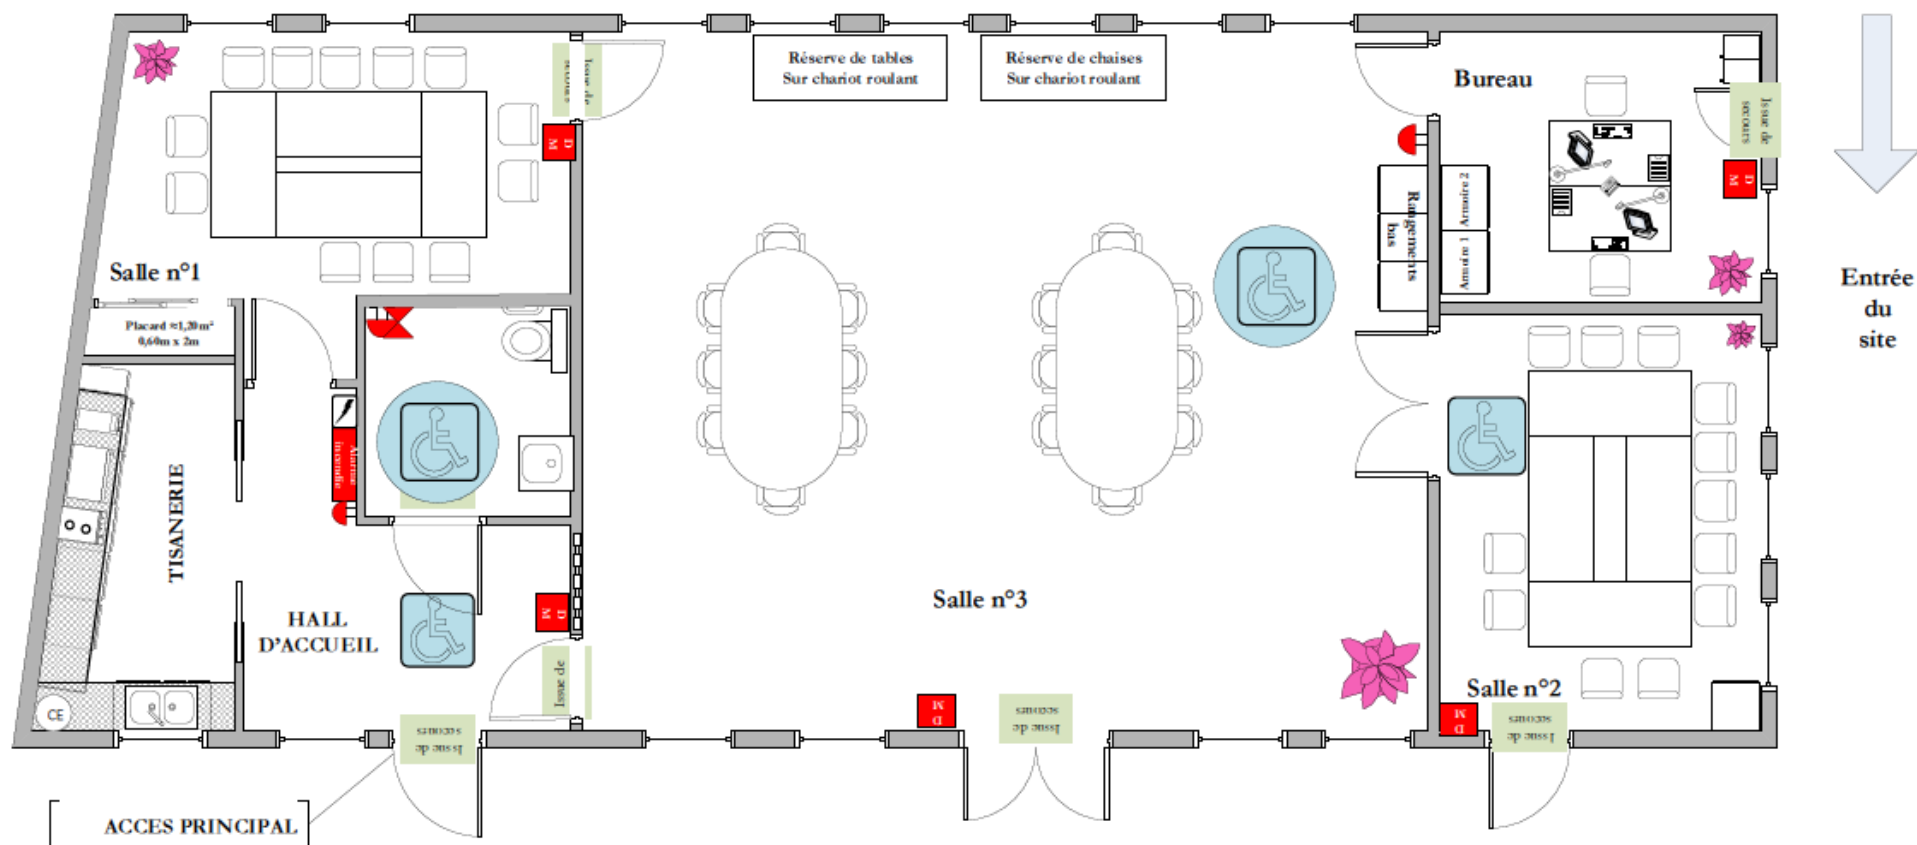 Issue de
secours
Réserve de tables
Sur chariot roulant
Réserve de chaises
Sur chariot roulant
Bureau
Issue de
secours
D M
D M
Armoire 2
Armoire 1
Rangements
bas
Salle n°1
Placard ≈1,20m²
0,60m x 2m
Entrée
du
site
Alarme
incendie
TISANERIE
HALL
D'ACCUEIL
D M
Salle n°3
Issue de
Salle n°2
CE
D M
D M
Issue de
secours
Issue de
secours
Issue de
secours
ACCES PRINCIPAL